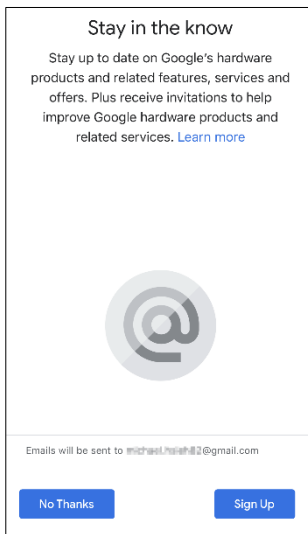 Stay in the know
Stay up to date on Google's hardware
products and related features, services and
offers. Plus receive invitations to help
improve Google hardware products and
related services. Learn more
@
Emails will be sent to @gmail.com
No Thanks
Sign Up